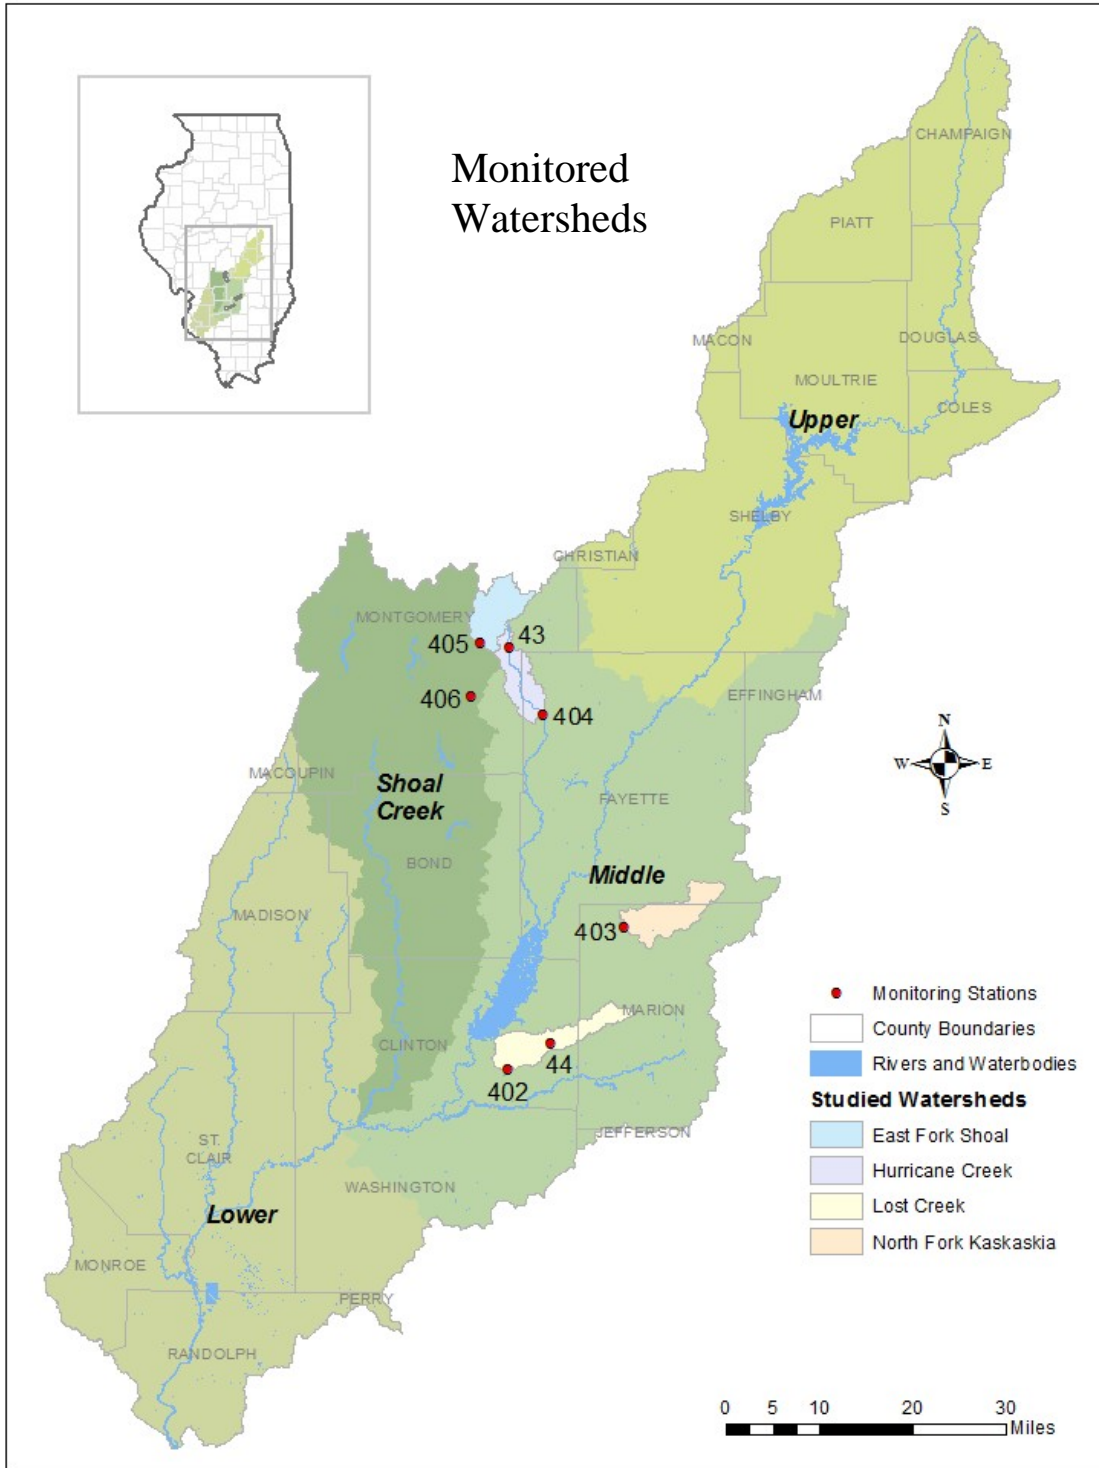 Monitored
Watersheds
CHAMPAIGN
PIATT
MACON
DOUGLAS
MOULTRIE
COLES
Upper
SHELBY
CHRISTIAN
MONTGOMERY
405
43
406
404
EFFINGHAM
N
W
E
S
MACOUPIN
Shoal
Creek
FAYETTE
BOND
Middle
MADISON
403
MARION
CLINTON
44
402
JEFFERSON
ST.
CLAIR
WASHINGTON
Lower
MONROE
PERRY
RANDOLPH
Monitoring Stations
County Boundaries
Rivers and Waterbodies
Studied Watersheds
East Fork Shoal
Hurricane Creek
Lost Creek
North Fork Kaskaskia
0 5 10 20 30
Miles